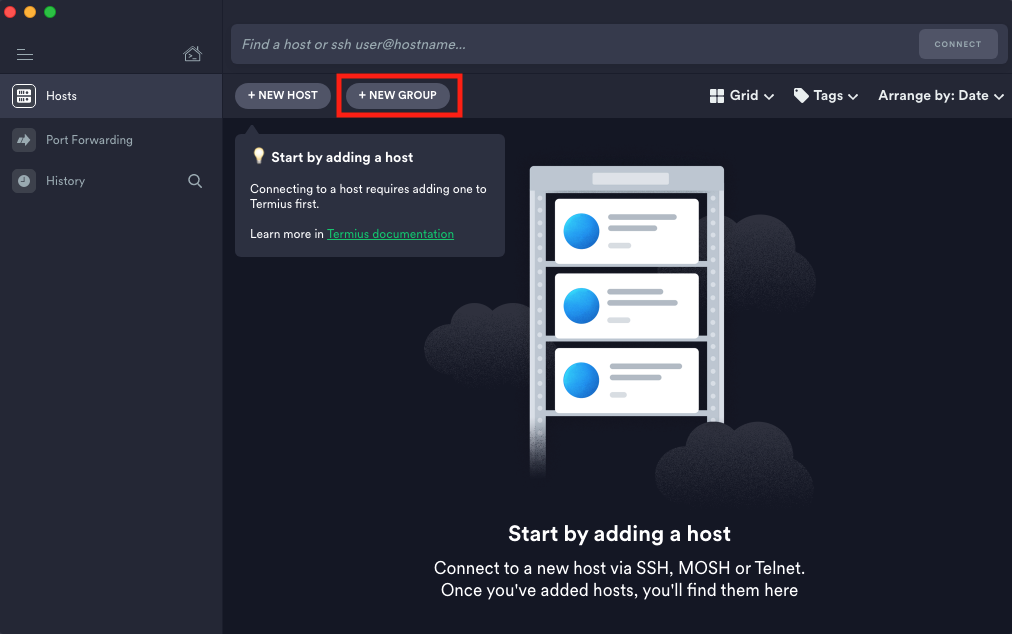 Find a host or ssh user@hostname...
CONNECT
Hosts
+ NEW HOST
+ NEW GROUP
Grid
Tags
Arrange by: Date
Port Forwarding
History
Start by adding a host
Connecting to a host requires adding one to
Termius first.
Learn more in Termius documentation
Start by adding a host
Connect to a new host via SSH, MOSH or Telnet.
Once you've added hosts, you'll find them here